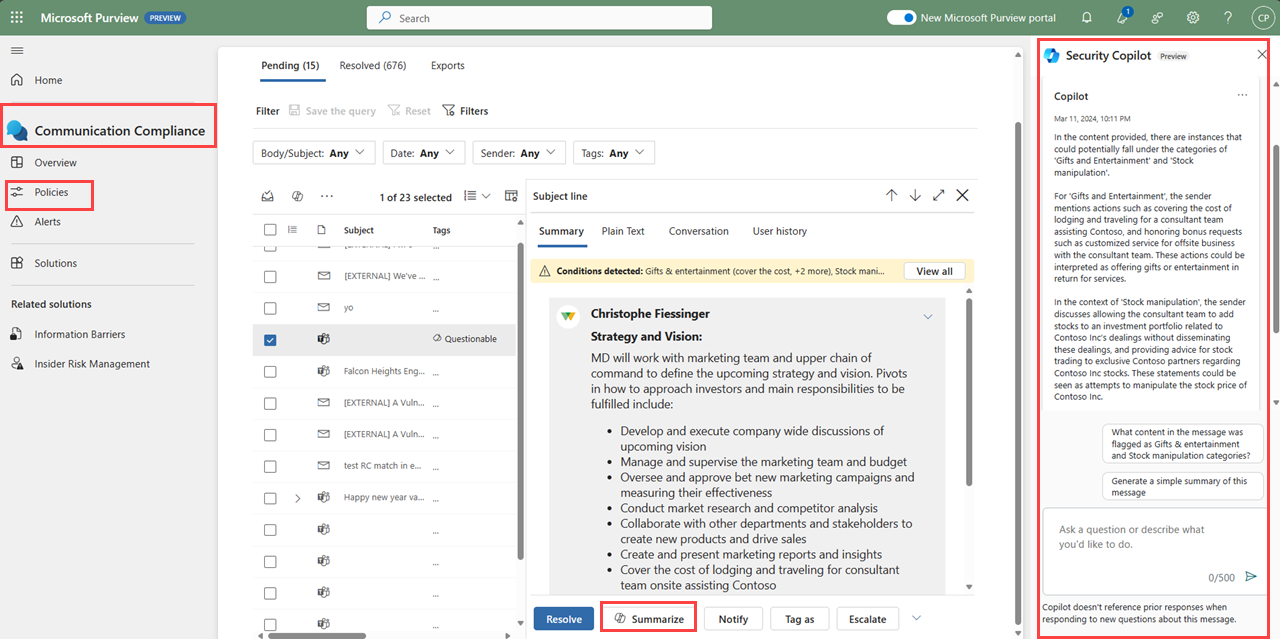 Microsoft Purview PREVIEW
Search
New Microsoft Purview portal
1
CP
Home
Communication Compliance
Overview
Policies
Alerts
Solutions
Related solutions
Information Barriers
Insider Risk Management
Pending (15) Resolved (676) Exports
Filter Save the query Reset Filters
Body/Subject: Any Date: Any Sender: Any Tags: Any
1 of 23 selected
Subject Tags
[EXTERNAL] We've ... ...
yo ...
Questionable
Falcon Heights Eng... ...
[EXTERNAL] A Vuln... ...
[EXTERNAL] A Vuln... ...
test RC match in e... ...
Happy new year va... ...
...
...
...
...
Subject line
Summary Plain Text Conversation User history
Conditions detected: Gifts & entertainment (cover the cost, +2 more), Stock mani... View all
Christophe Fiessinger
Strategy and Vision:
MD will work with marketing team and upper chain of
command to define the upcoming strategy and vision. Pivots
in how to approach investors and main responsibilities to be
fulfilled include:
• Develop and execute company wide discussions of
upcoming vision
• Manage and supervise the marketing team and budget
• Oversee and approve bet new marketing campaigns and
measuring their effectiveness
• Conduct market research and competitor analysis
• Collaborate with other departments and stakeholders to
create new products and drive sales
• Create and present marketing reports and insights
• Cover the cost of lodging and traveling for consultant
team onsite assisting Contoso
Resolve Summarize Notify Tag as Escalate
Security Copilot Preview
Copilot ...
Mar 11, 2024, 10:11 PM
In the content provided, there are instances that
could potentially fall under the categories of
'Gifts and Entertainment' and 'Stock
manipulation'.
For 'Gifts and Entertainment', the sender
mentions actions such as covering the cost of
lodging and traveling for a consultant team
assisting Contoso, and honoring bonus requests
such as customized service for offsite business
with the consultant team. These actions could be
interpreted as offering gifts or entertainment in
return for services.
In the context of 'Stock manipulation', the sender
discusses allowing the consultant team to add
stocks to an investment portfolio related to
Contoso Inc's dealings without disseminating
these dealings, and providing advice for stock
trading to exclusive Contoso partners regarding
Contoso Inc stocks. These statements could be
seen as attempts to manipulate the stock price of
Contoso Inc.
What content in the message was
flagged as Gifts & entertainment
and Stock manipulation categories?
Generate a simple summary of this
message
Ask a question or describe what
you'd like to do.
0/500
Copilot doesn't reference prior responses when
responding to new questions about this message.